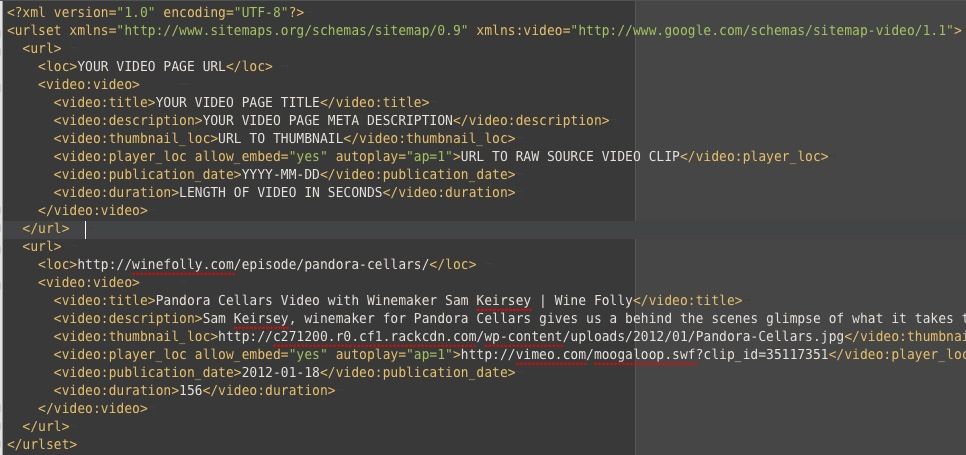 <?xml version="1.0" encoding="UTF-8"?>
<urlset xmlns="http://www.sitemaps.org/schemas/sitemap/0.9" xmlns:video="http://www.google.com/schemas/sitemap-video/1.1">
<url>
<loc>YOUR VIDEO PAGE URL</loc>
<video:video>
<video:title>YOUR VIDEO PAGE TITLE</video:title>
<video:description>YOUR VIDEO PAGE META DESCRIPTION</video:description>
<video:thumbnail_loc>URL TO THUMBNAIL</video:thumbnail_loc>
<video:player_loc allow_embed="yes" autoplay="ap=1">URL TO RAW SOURCE VIDEO CLIP</video:player_loc>
<video:publication_date>YYYY-MM-DD</video:publication_date>
<video:duration>LENGTH OF VIDEO IN SECONDS</video:duration>
</video:video>
</url>
<url>
<loc>http://winefolly.com/episode/pandora-cellars/</loc>
<video:video>
<video:title>Pandora Cellars Video with Winemaker Sam Keirsey | Wine Folly</video:title>
<video:description>Sam Keirsey, winemaker for Pandora Cellars gives us a behind the scenes glimpse of what it takes t
<video:thumbnail_loc>http://c271200.r0.cf1.rackcdn.com/wp-content/uploads/2012/01/Pandora-Cellars.jpg</video:thumbnai
<video:player_loc allow_embed="yes" autoplay="ap=1">http://vimeo.com/moogaloop.swf?clip_id=35117351</video:player_loc
<video:publication_date>2012-01-18</video:publication_date>
<video:duration>156</video:duration>
</video:video>
</url>
</urlset>